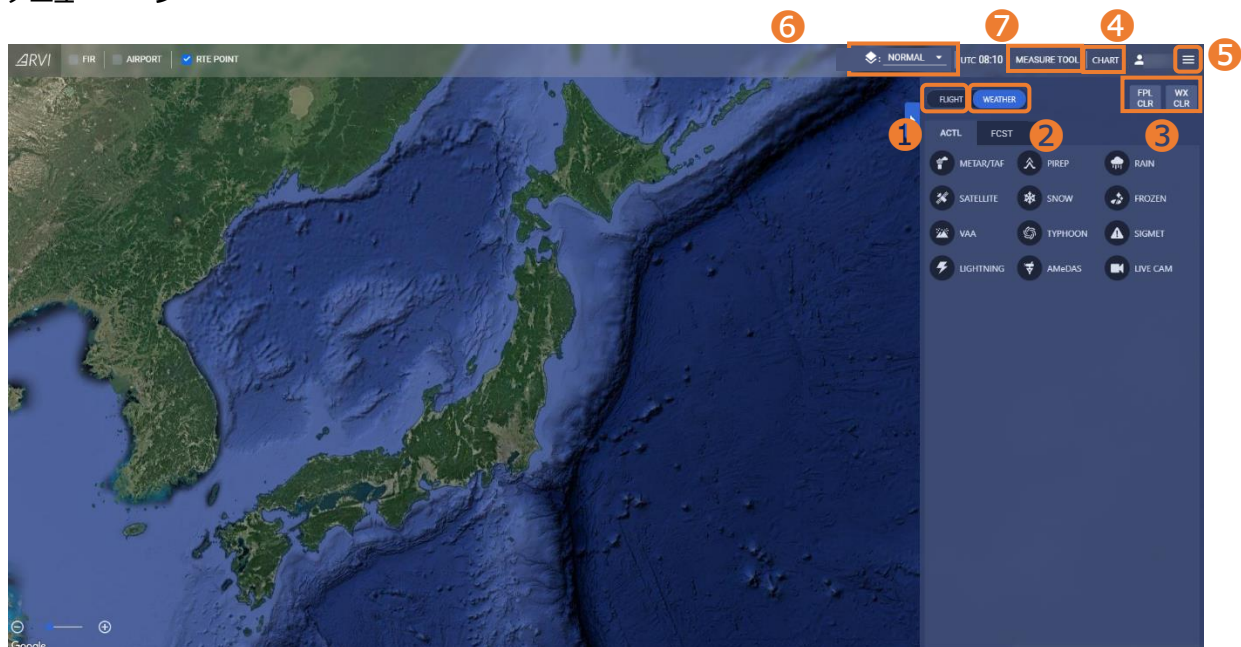 6 7 4
ARVI FIR AIRPORT RTE POINT : NORMAL UTC 08:10 MEASURE TOOL CHART 5
FLIGHT WEATHER FPL CLR WX CLR
1 2 3
ACTL FCST
METAR/TAF PIREP RAIN
SATELLITE SNOW FROZEN
VAA TYPHOON SIGMET
LIGHTNING AMeDAS LIVE CAM
Google